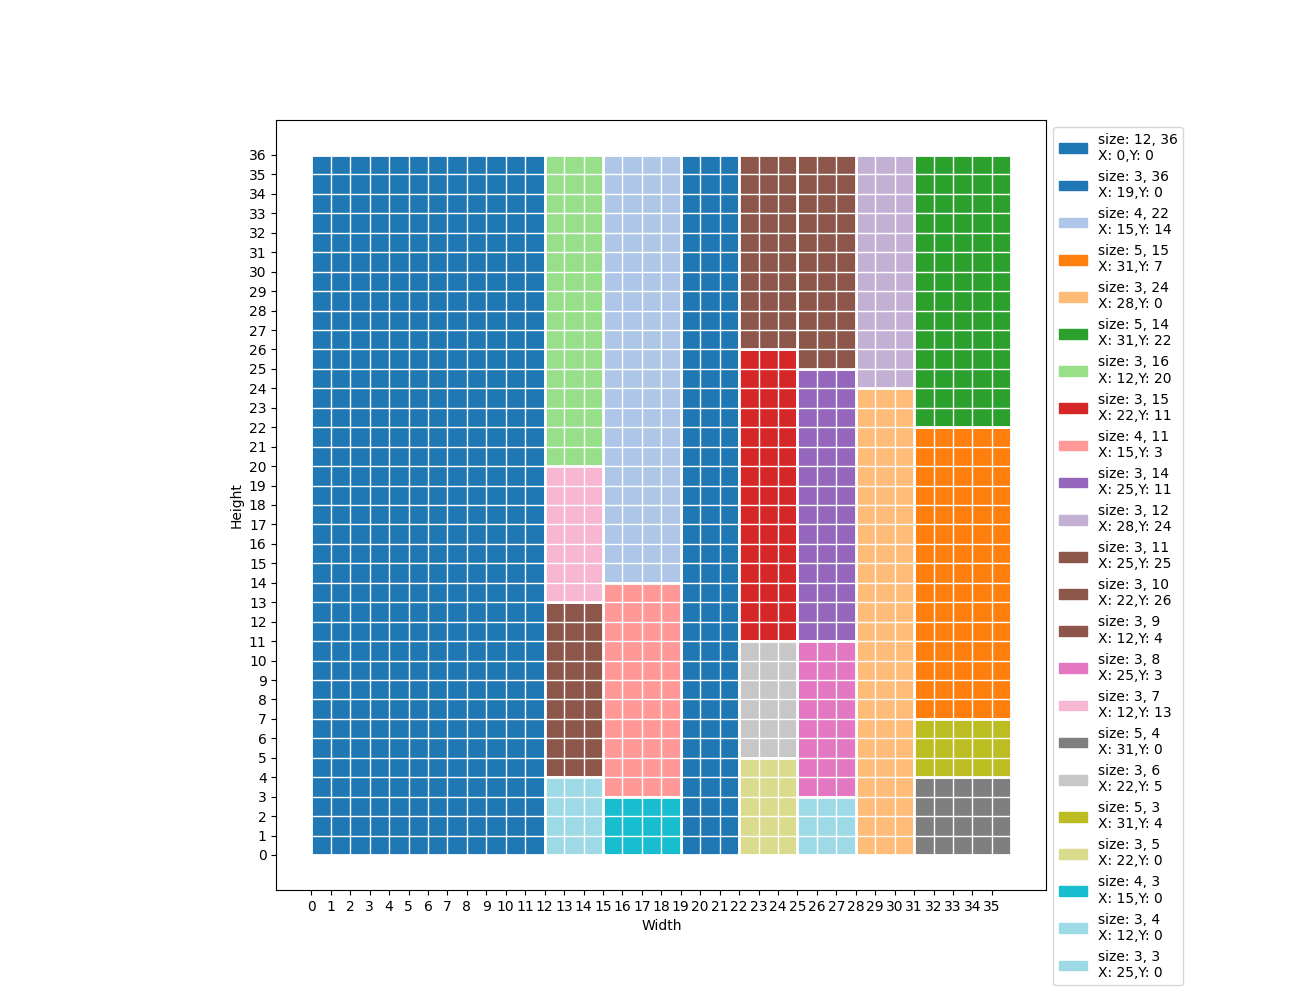 36
35
34
33
32
31
30
29
28
27
26
25
24
23
22
21
20
19
18
17
16
15
14
13
12
11
10
9
8
7
6
5
4
3
2
1
0
Height
0 1 2 3 4 5 6 7 8 9 10 11 12 13 14 15 16 17 18 19 20 21 22 23 24 25 26 27 28 29 30 31 32 33 34 35
Width
size: 12, 36
X: 0,Y: 0
size: 3, 36
X: 19,Y: 0
size: 4, 22
X: 15,Y: 14
size: 5, 15
X: 31,Y: 7
size: 3, 24
X: 28,Y: 0
size: 5, 14
X: 31,Y: 22
size: 3, 16
X: 12,Y: 20
size: 3, 15
X: 22,Y: 11
size: 4, 11
X: 15,Y: 3
size: 3, 14
X: 25,Y: 11
size: 3, 12
X: 28,Y: 24
size: 3, 11
X: 25,Y: 25
size: 3, 10
X: 22,Y: 26
size: 3, 9
X: 12,Y: 4
size: 3, 8
X: 25,Y: 3
size: 3, 7
X: 12,Y: 13
size: 5, 4
X: 31,Y: 0
size: 3, 6
X: 22,Y: 5
size: 5, 3
X: 31,Y: 4
size: 3, 5
X: 22,Y: 0
size: 4, 3
X: 15,Y: 0
size: 3, 4
X: 12,Y: 0
size: 3, 3
X: 25,Y: 0